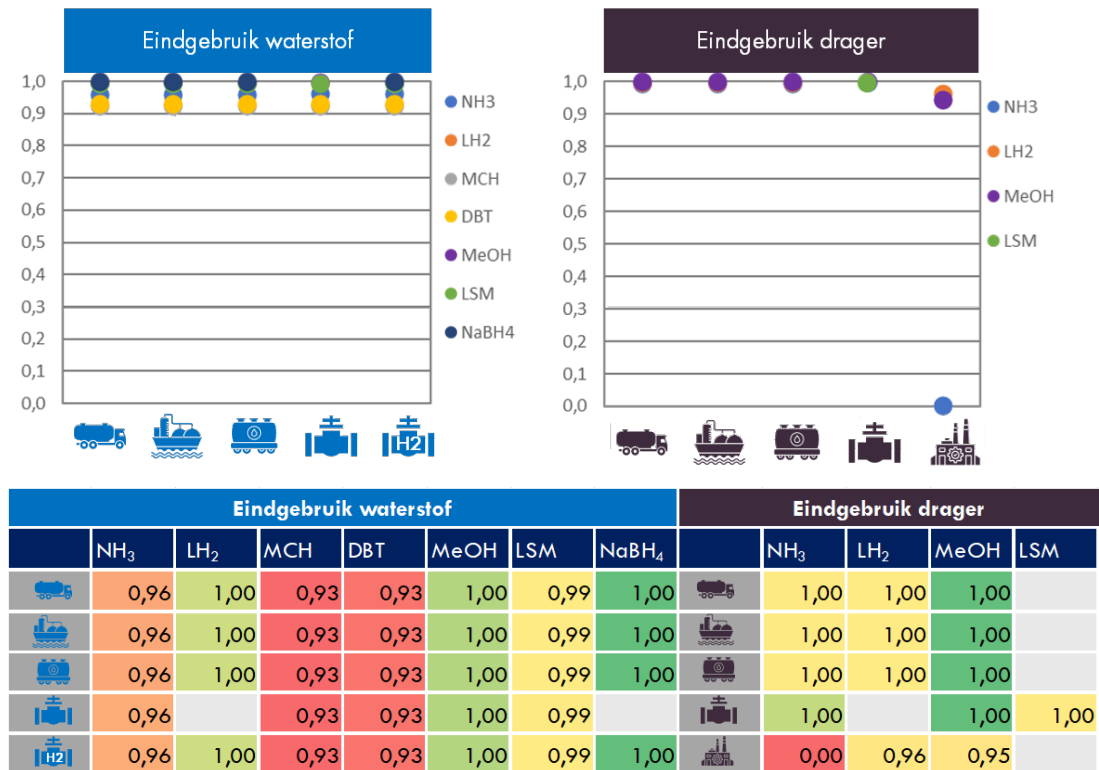 Eindgebruik waterstof
1,0
0,9
0,8
0,7
0,6
0,5
0,4
0,3
0,2
0,1
0,0
NH3
LH2
MCH
DBT
MeOH
LSM
NaBH4
H2
Eindgebruik drager
1,0
0,9
0,8
0,7
0,6
0,5
0,4
0,3
0,2
0,1
0,0
NH3
LH2
MeOH
LSM
Eindgebruik waterstof Eindgebruik drager
NH₃ LH₂ MCH DBT MeOH LSM NaBH₄ NH₃ LH₂ MeOH LSM
0,96 1,00 0,93 0,93 1,00 0,99 1,00 1,00 1,00 1,00
0,96 1,00 0,93 0,93 1,00 0,99 1,00 1,00 1,00 1,00
0,96 1,00 0,93 0,93 1,00 0,99 1,00 1,00 1,00 1,00
0,96 0,93 0,93 1,00 0,99 1,00 1,00 1,00
H2 0,96 1,00 0,93 0,93 1,00 0,99 1,00 0,00 0,96 0,95